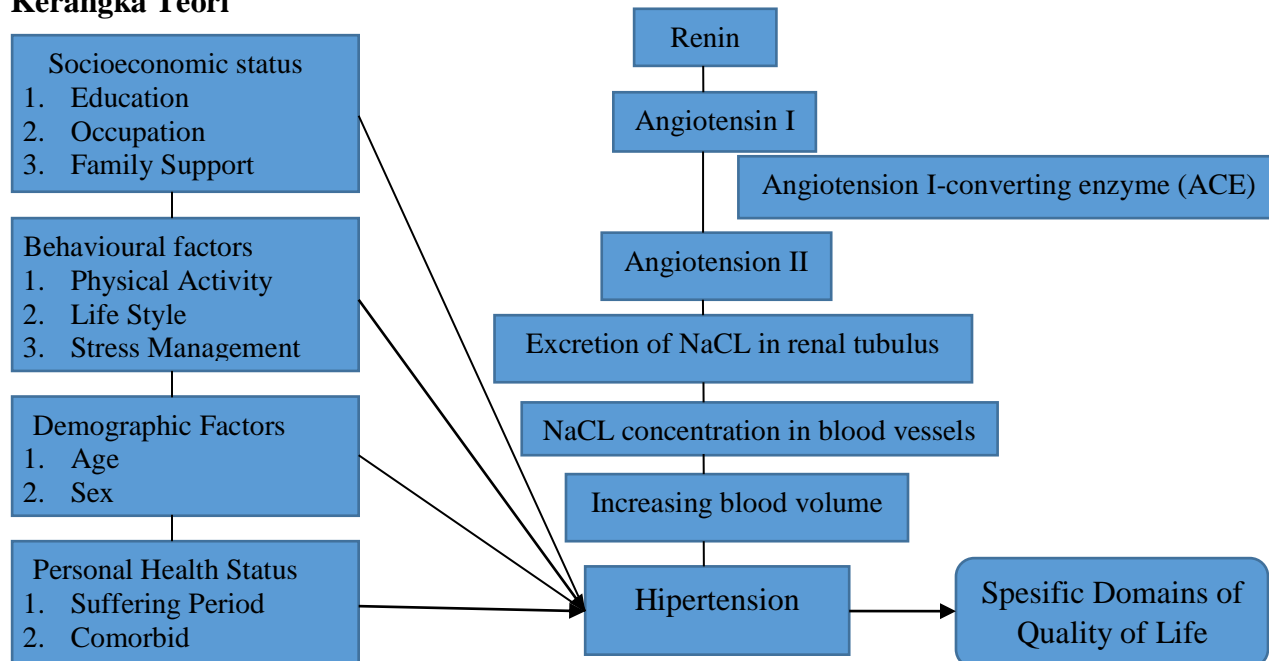 Kerangka Teori
Socioeconomic status
1. Education
2. Occupation
3. Family Support
Behavioural factors
1. Physical Activity
2. Life Style
3. Stress Management
Demographic Factors
1. Age
2. Sex
Personal Health Status
1. Suffering Period
2. Comorbid
Renin
Angiotensin I
Angiotension I-converting enzyme (ACE)
Angiotension II
Excretion of NaCL in renal tubulus
NaCL concentration in blood vessels
Increasing blood volume
Hipertension
Spesific Domains of
Quality of Life